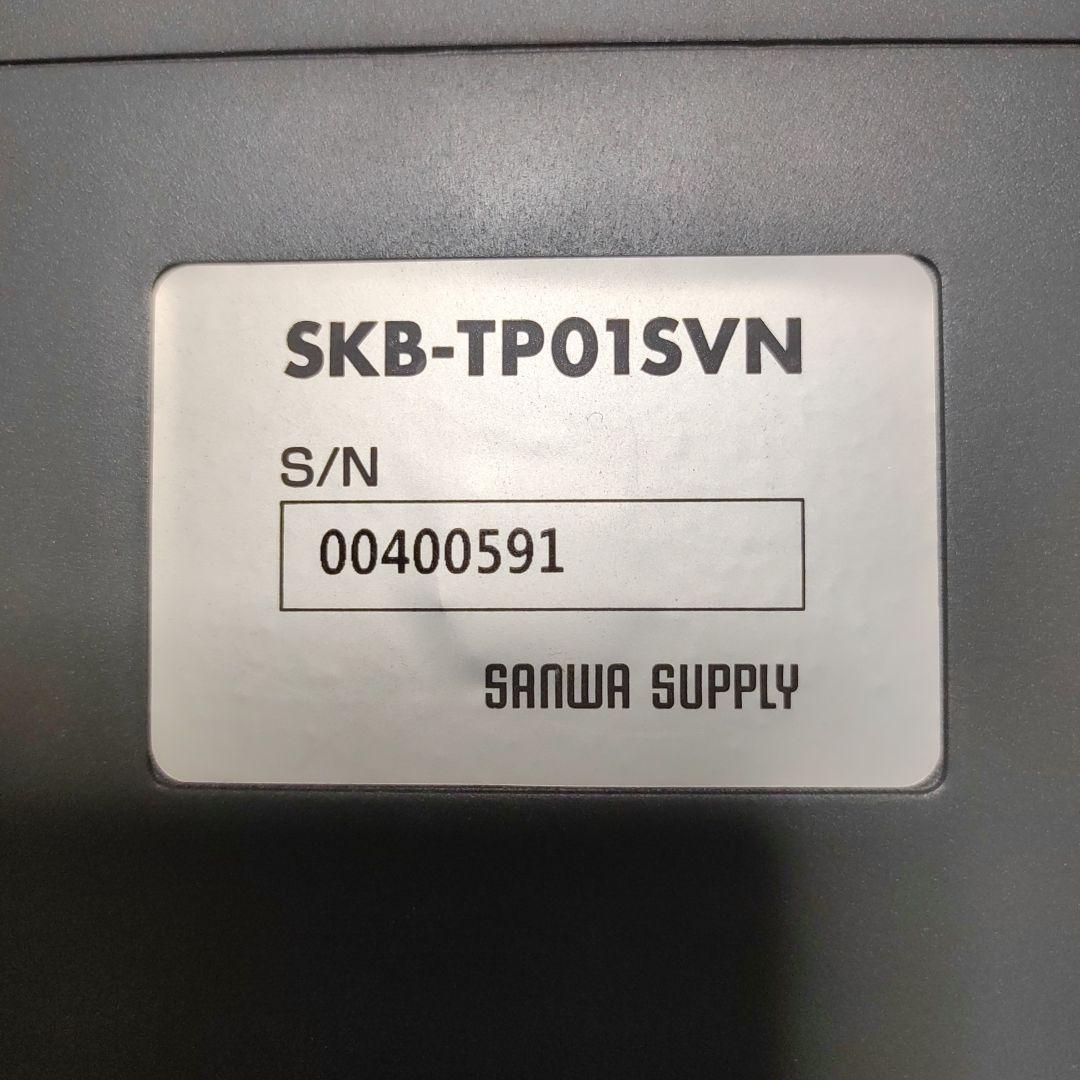 SKB-TP01SVN
S/N
00400591
SANWA SUPPLY